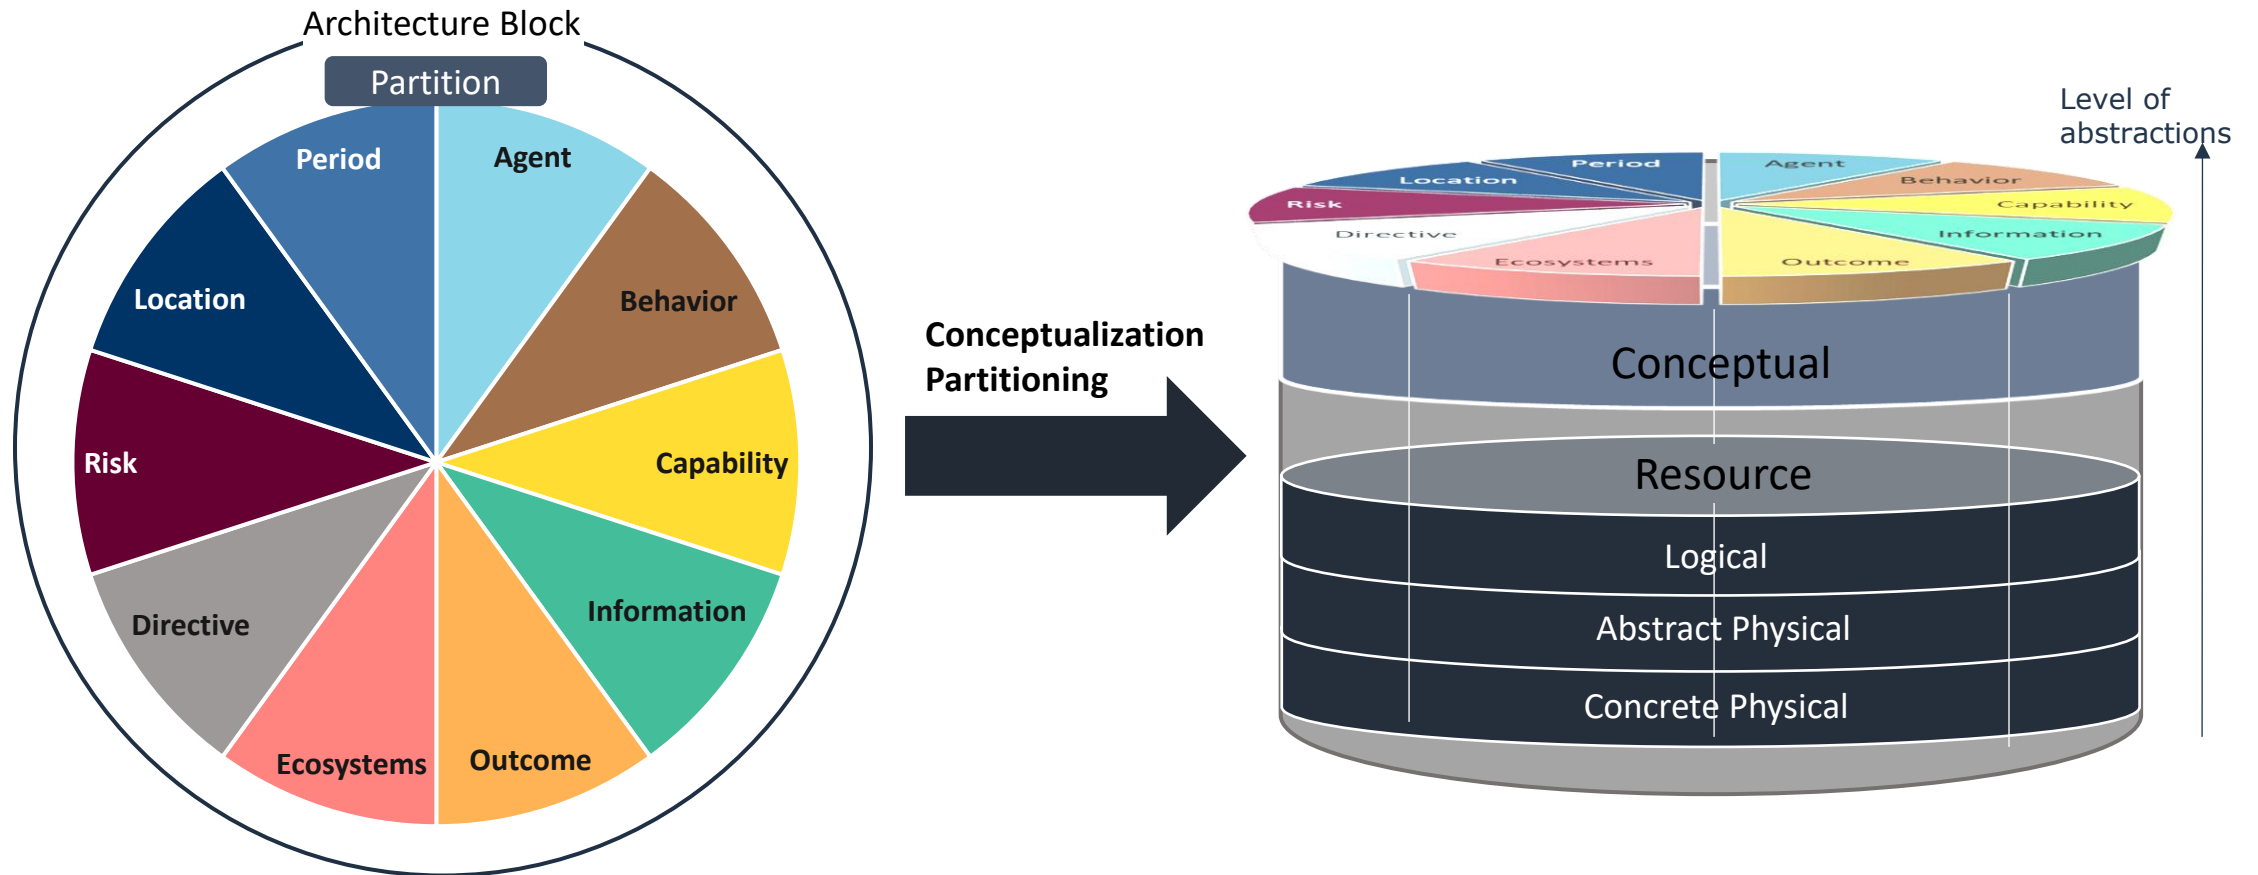 Architecture Block
Partition
Period
Agent
Location
Behavior
Risk
Capability
Directive
Information
Ecosystems
Outcome
Conceptualization
Partitioning
Level of
abstractions
Period
Agent
Location
Behavior
Risk
Capability
Directive
Information
Ecosystems
Outcome
Conceptual
Resource
Logical
Abstract Physical
Concrete Physical